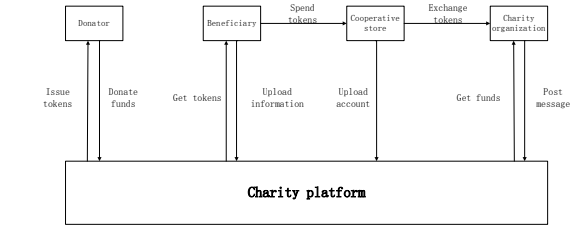 Donator
Beneficiary
Spend
tokens
Cooperative
store
Exchange
tokens
Charity
organization
Issue
tokens
Donate
funds
Get tokens
Upload
information
Upload
account
Get funds
Post
message
Charity platform